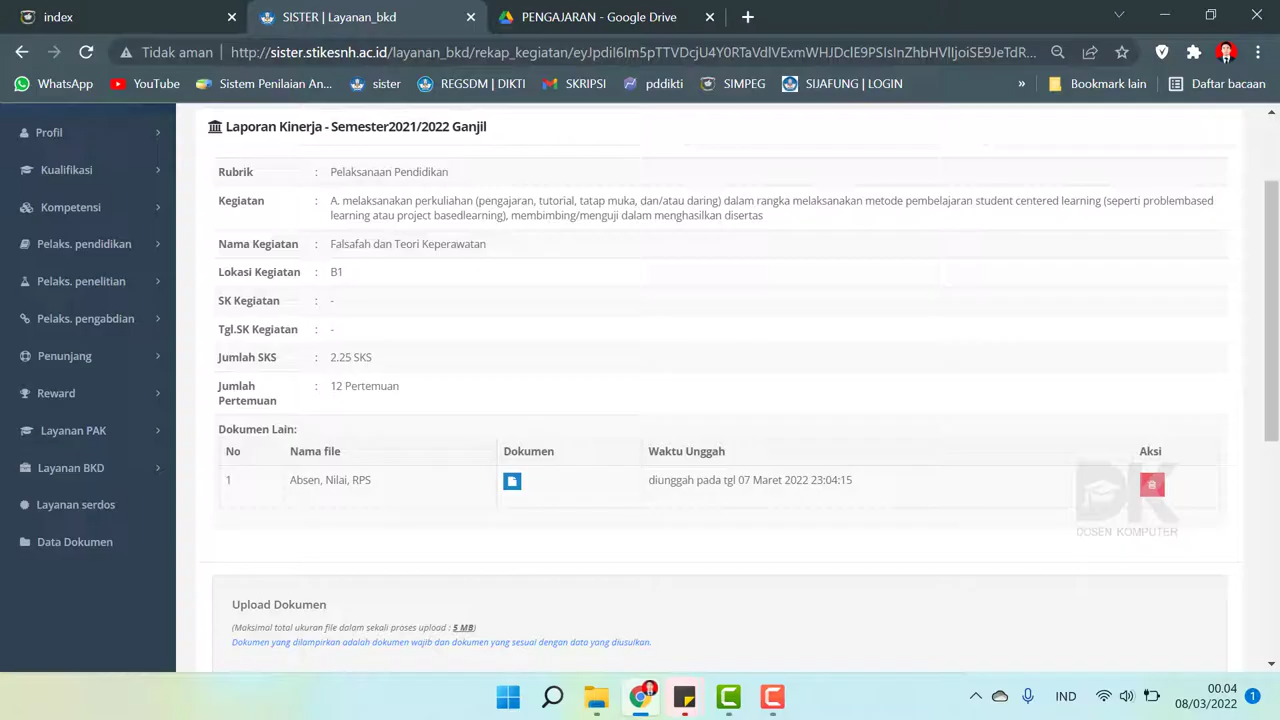 index
SISTER | Layanan_bkd
PENGAJARAN - Google Drive
Tidak aman
http://sister.stikesnh.ac.id/layanan_bkd/rekap_kegiatan/
WhatsApp
YouTube
Sistem Penilaian An...
sister
REGSDM | DIKTI
SKRIPSI
pddikti
SIMPEG
SIJAFUNG | LOGIN
»
Bookmark lain
Daftar bacaan
Profil
Kualifikasi
Kompetensi
Pelaks. pendidikan
Pelaks. penelitian
Pelaks. pengabdian
Penunjang
Reward
Layanan PAK
Layanan BKD
Layanan serdos
Data Dokumen
Laporan Kinerja - Semester2021/2022 Ganjil
Rubrik : Pelaksanaan Pendidikan
Kegiatan : A. melaksanakan perkuliahan (pengajaran, tutorial, tatap muka, dan/atau daring) dalam rangka melaksanakan metode pembelajaran student centered learning (seperti problembased
learning atau project basedlearning), membimbing/menguji dalam menghasilkan disertas
Nama Kegiatan : Falsafah dan Teori Keperawatan
Lokasi Kegiatan : B1
SK Kegiatan : -
Tgl.SK Kegiatan : -
Jumlah SKS : 2.25 SKS
Jumlah : 12 Pertemuan
Pertemuan
Dokumen Lain:
No Nama file Dokumen Waktu Unggah Aksi
1 Absen, Nilai, RPS diunggah pada tgl 07 Maret 2022 23:04:15
DK
DOSEN KOMPUTER
Upload Dokumen
(Maksimal total ukuran file dalam sekali proses upload : 5 MB)
Dokumen yang dilampirkan adalah dokumen wajib dan dokumen yang sesuai dengan data yang diusulkan.
IND
00.04
08/03/2022
1